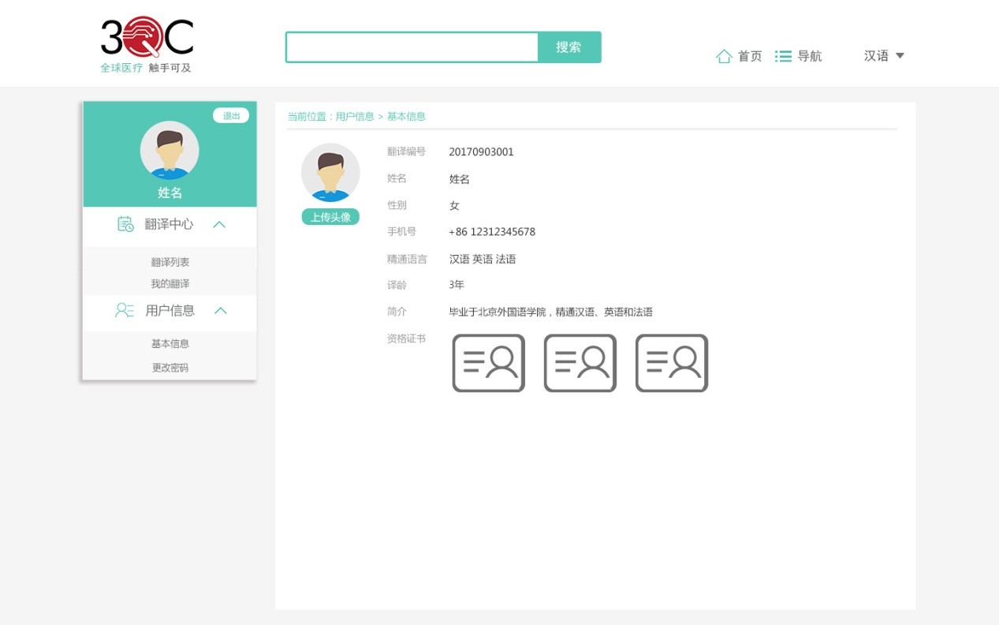 3QC
全球医疗 触手可及
搜索
首页
导航
汉语
退出
姓名
翻译中心
翻译列表
我的翻译
用户信息
基本信息
更改密码
当前位置：用户信息 > 基本信息
上传头像
翻译编号 20170903001
姓名 姓名
性别 女
手机号 +86 12312345678
精通语言 汉语 英语 法语
译龄 3年
简介 毕业于北京外国语学院，精通汉语、英语和法语
资格证书